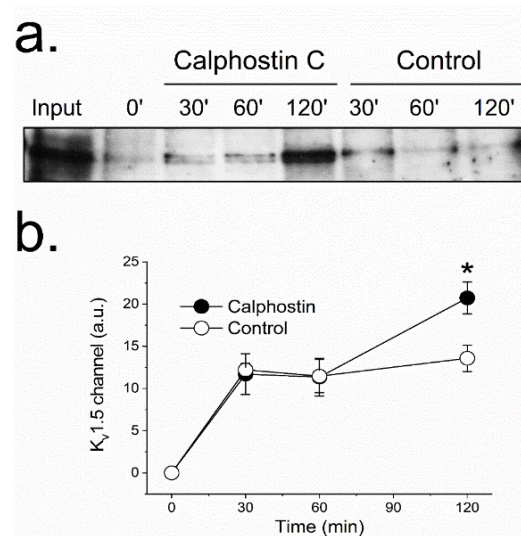 a.
Calphostin C Control
Input 0' 30' 60' 120' 30' 60' 120'
b.
25
20
15
10
5
0
Kv1.5 channel (a.u.)
*
Calphostin
Control
0 30 60 90 120
Time (min)